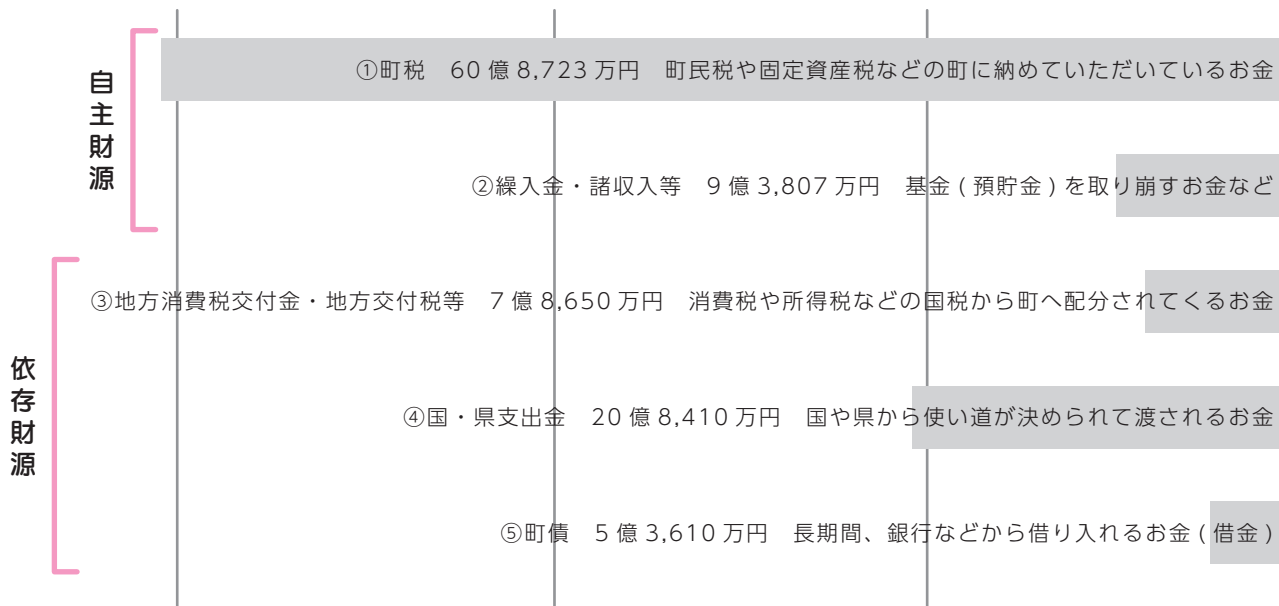 自主財源
①町税　60 億 8,723 万円　町民税や固定資産税などの町に納めていただいているお金
②繰入金・諸収入等　9 億 3,807 万円　基金 ( 預貯金 ) を取り崩すお金など
依存財源
③地方消費税交付金・地方交付税等　7 億 8,650 万円　消費税や所得税などの国税から町へ配分されてくるお金
④国・県支出金　20 億 8,410 万円　国や県から使い道が決められて渡されるお金
⑤町債　5 億 3,610 万円　長期間、銀行などから借り入れるお金 ( 借金 )